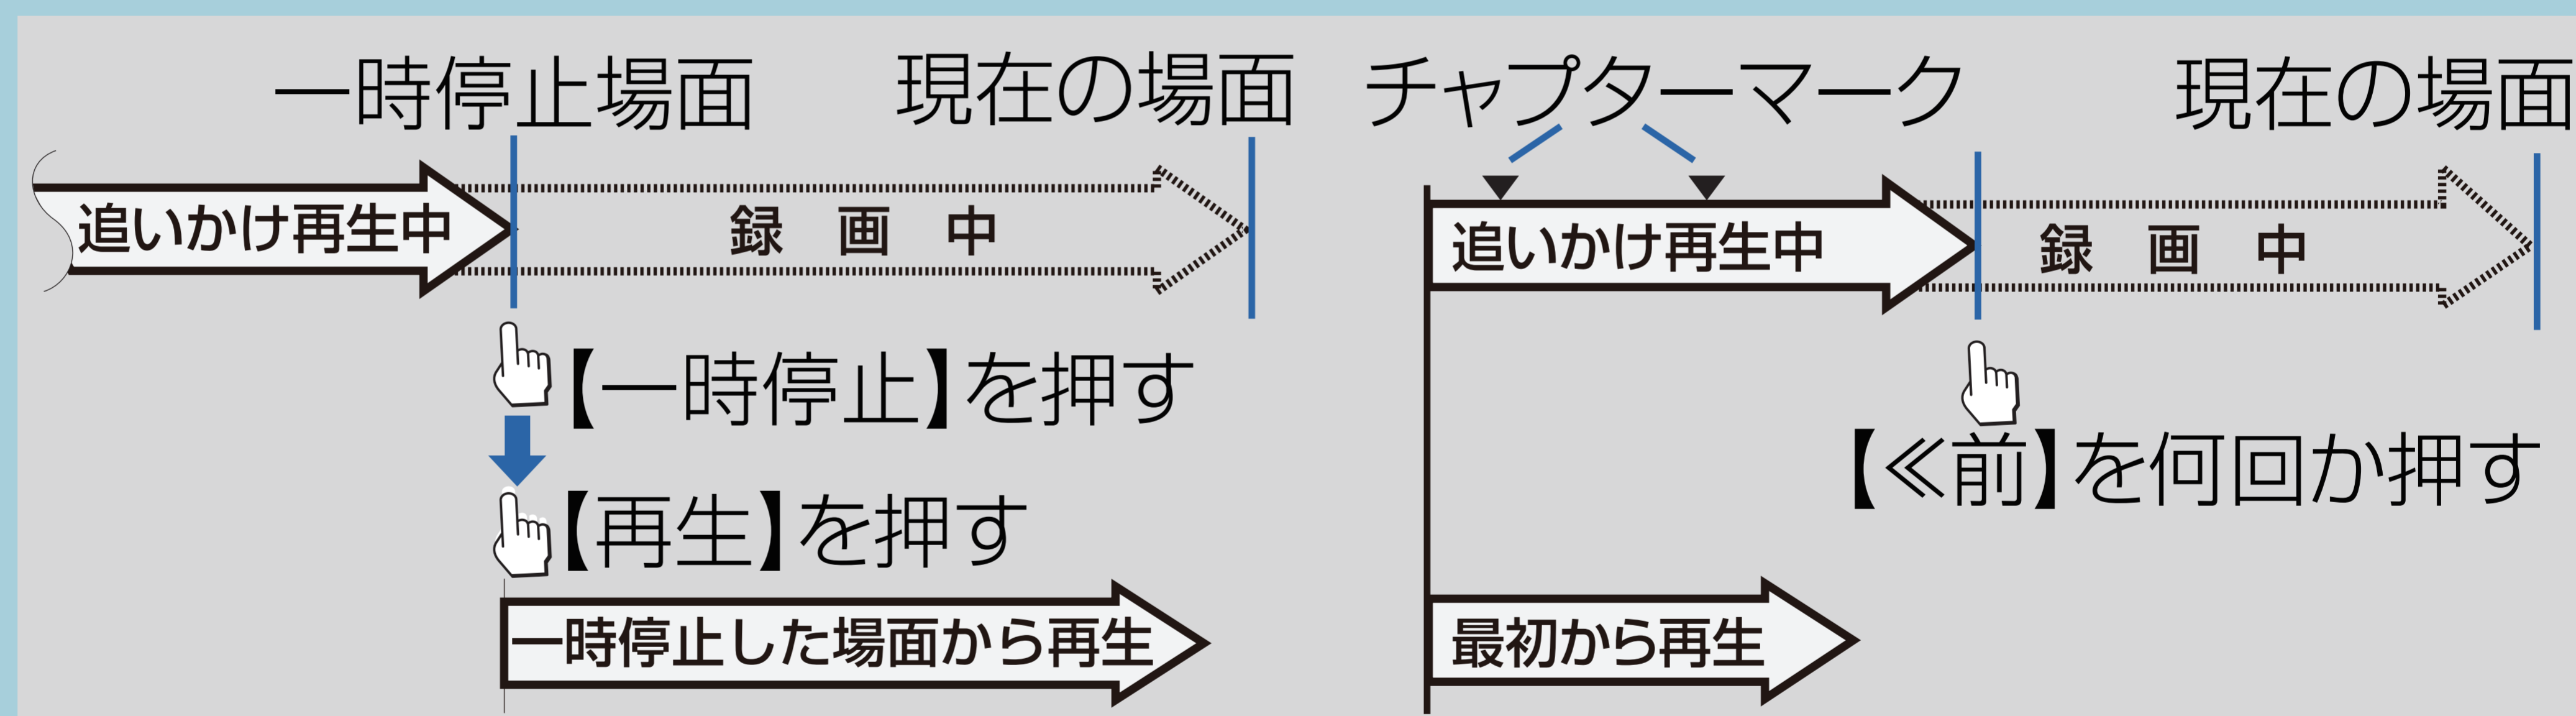 一時停止場面
現在の場面
追いかけ再生中
録 画 中
【一時停止】を押す
【再生】を押す
一時停止した場面から再生
チャプターマーク
現在の場面
追いかけ再生中
録 画 中
【≪前】を何回か押す
最初から再生